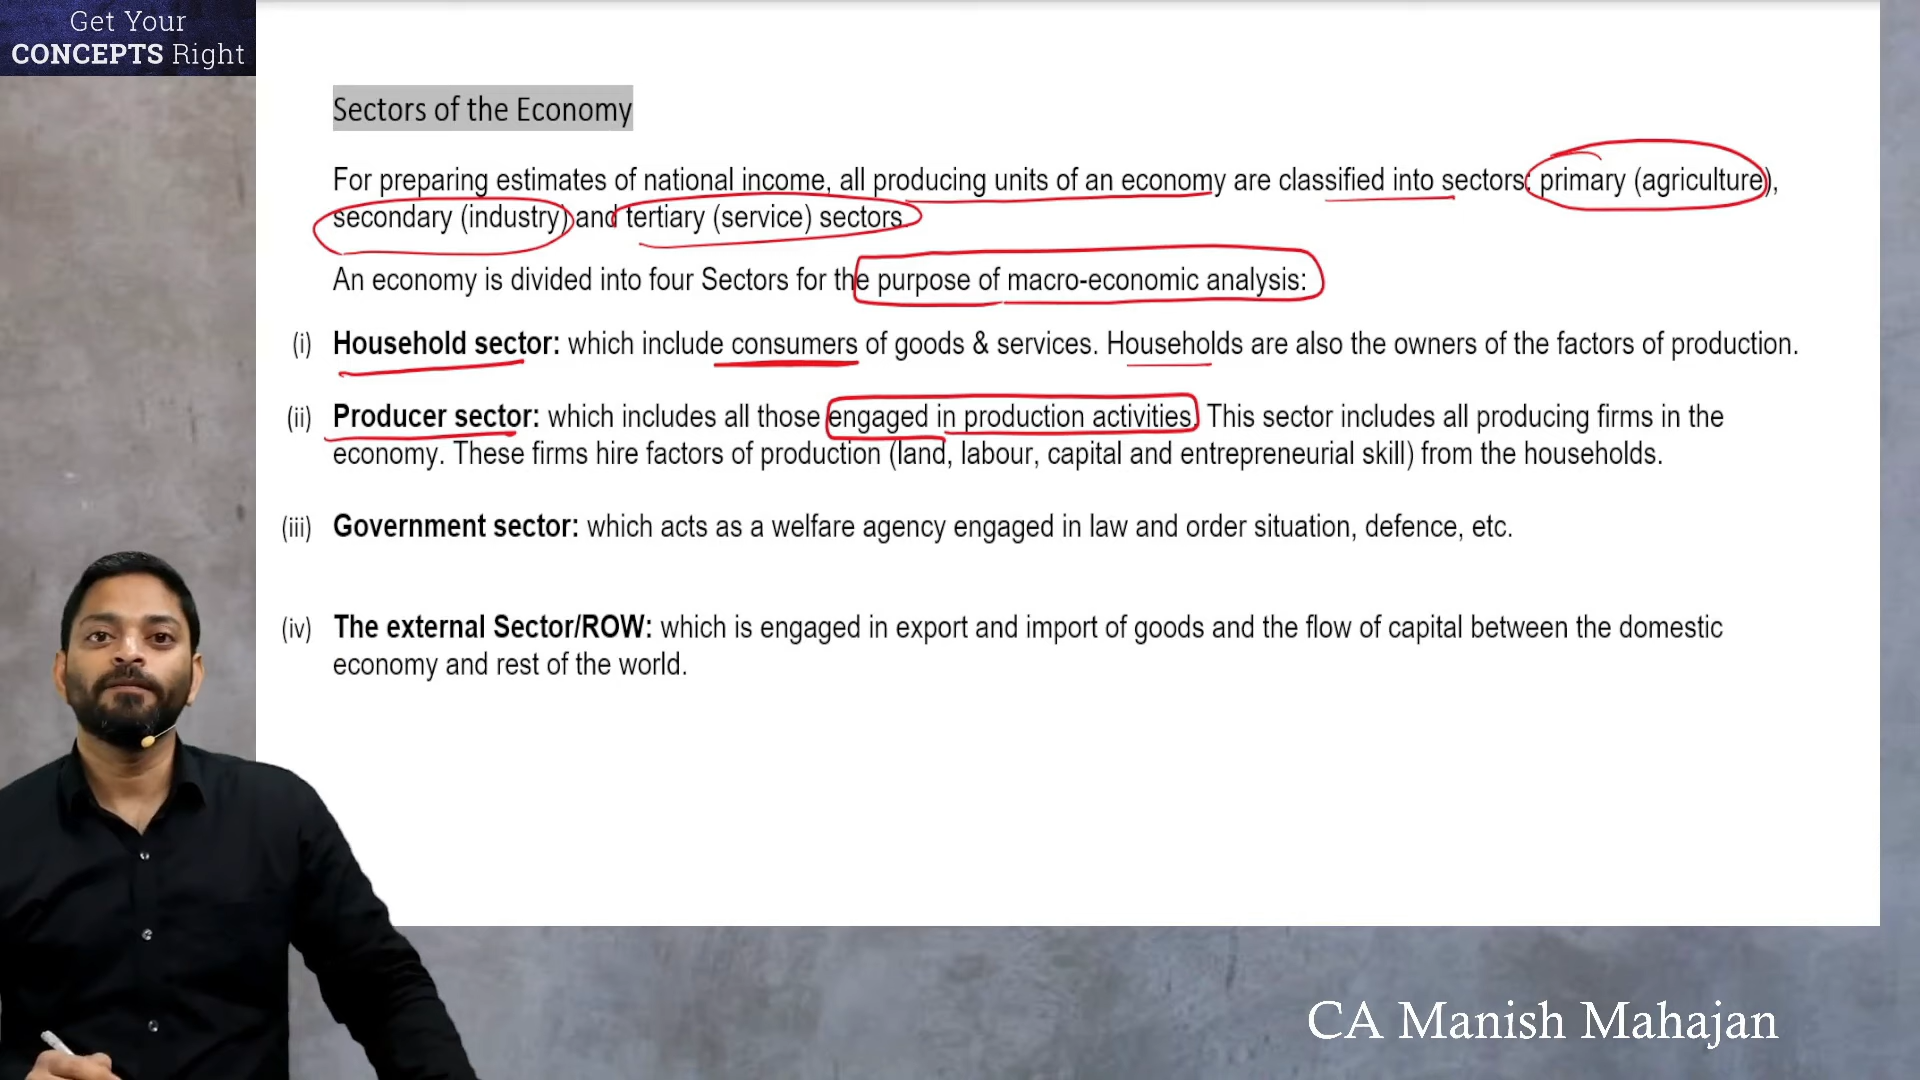 Get Your
CONCEPTS Right
Sectors of the Economy
For preparing estimates of national income, all producing units of an economy are classified into sectors: primary (agriculture),
secondary (industry) and tertiary (service) sectors.
An economy is divided into four Sectors for the purpose of macro-economic analysis:
(i) Household sector: which include consumers of goods & services. Households are also the owners of the factors of production.
(ii) Producer sector: which includes all those engaged in production activities. This sector includes all producing firms in the
economy. These firms hire factors of production (land, labour, capital and entrepreneurial skill) from the households.
(iii) Government sector: which acts as a welfare agency engaged in law and order situation, defence, etc.
(iv) The external Sector/ROW: which is engaged in export and import of goods and the flow of capital between the domestic
economy and rest of the world.
CA Manish Mahajan